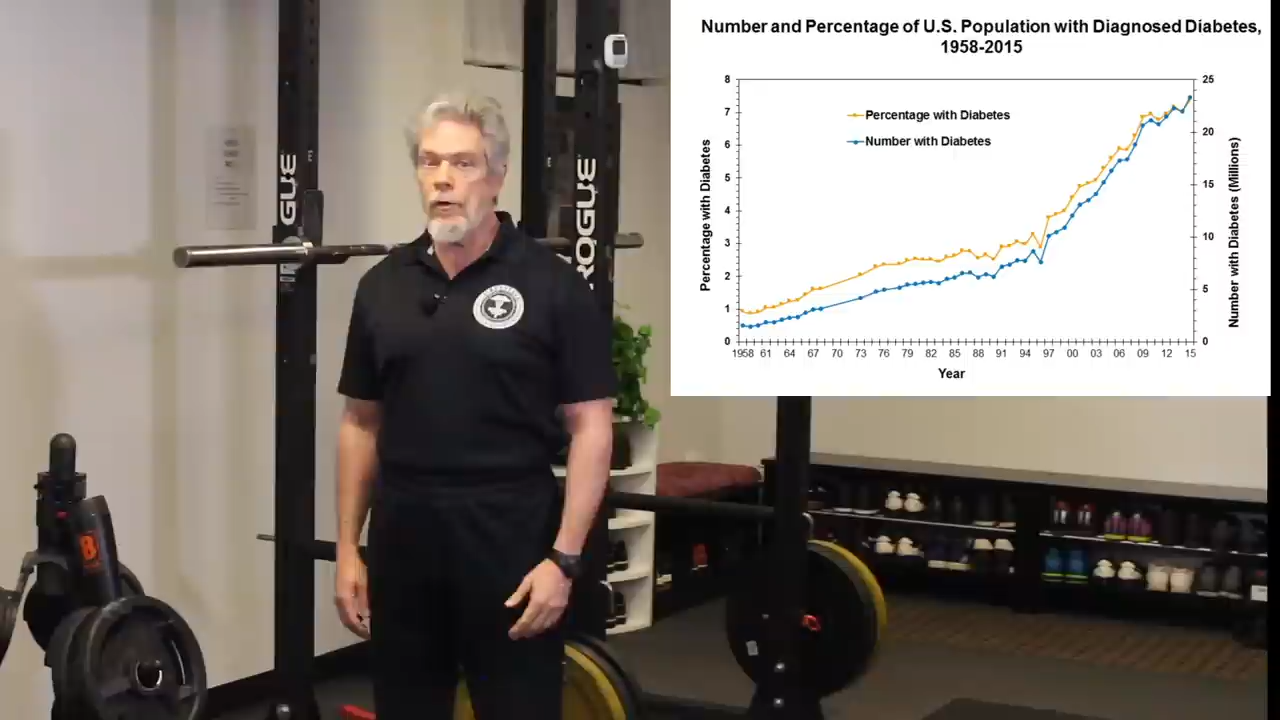 Number and Percentage of U.S. Population with Diagnosed Diabetes,
1958-2015
Percentage with Diabetes
8
7
6
5
4
3
2
1
0
Percentage with Diabetes
Number with Diabetes
25
20
15
10
5
0
Number with Diabetes (Millions)
1958 61 64 67 70 73 76 79 82 85 88 91 94 97 00 03 06 09 12 15
Year
GUE
ROGUE
B